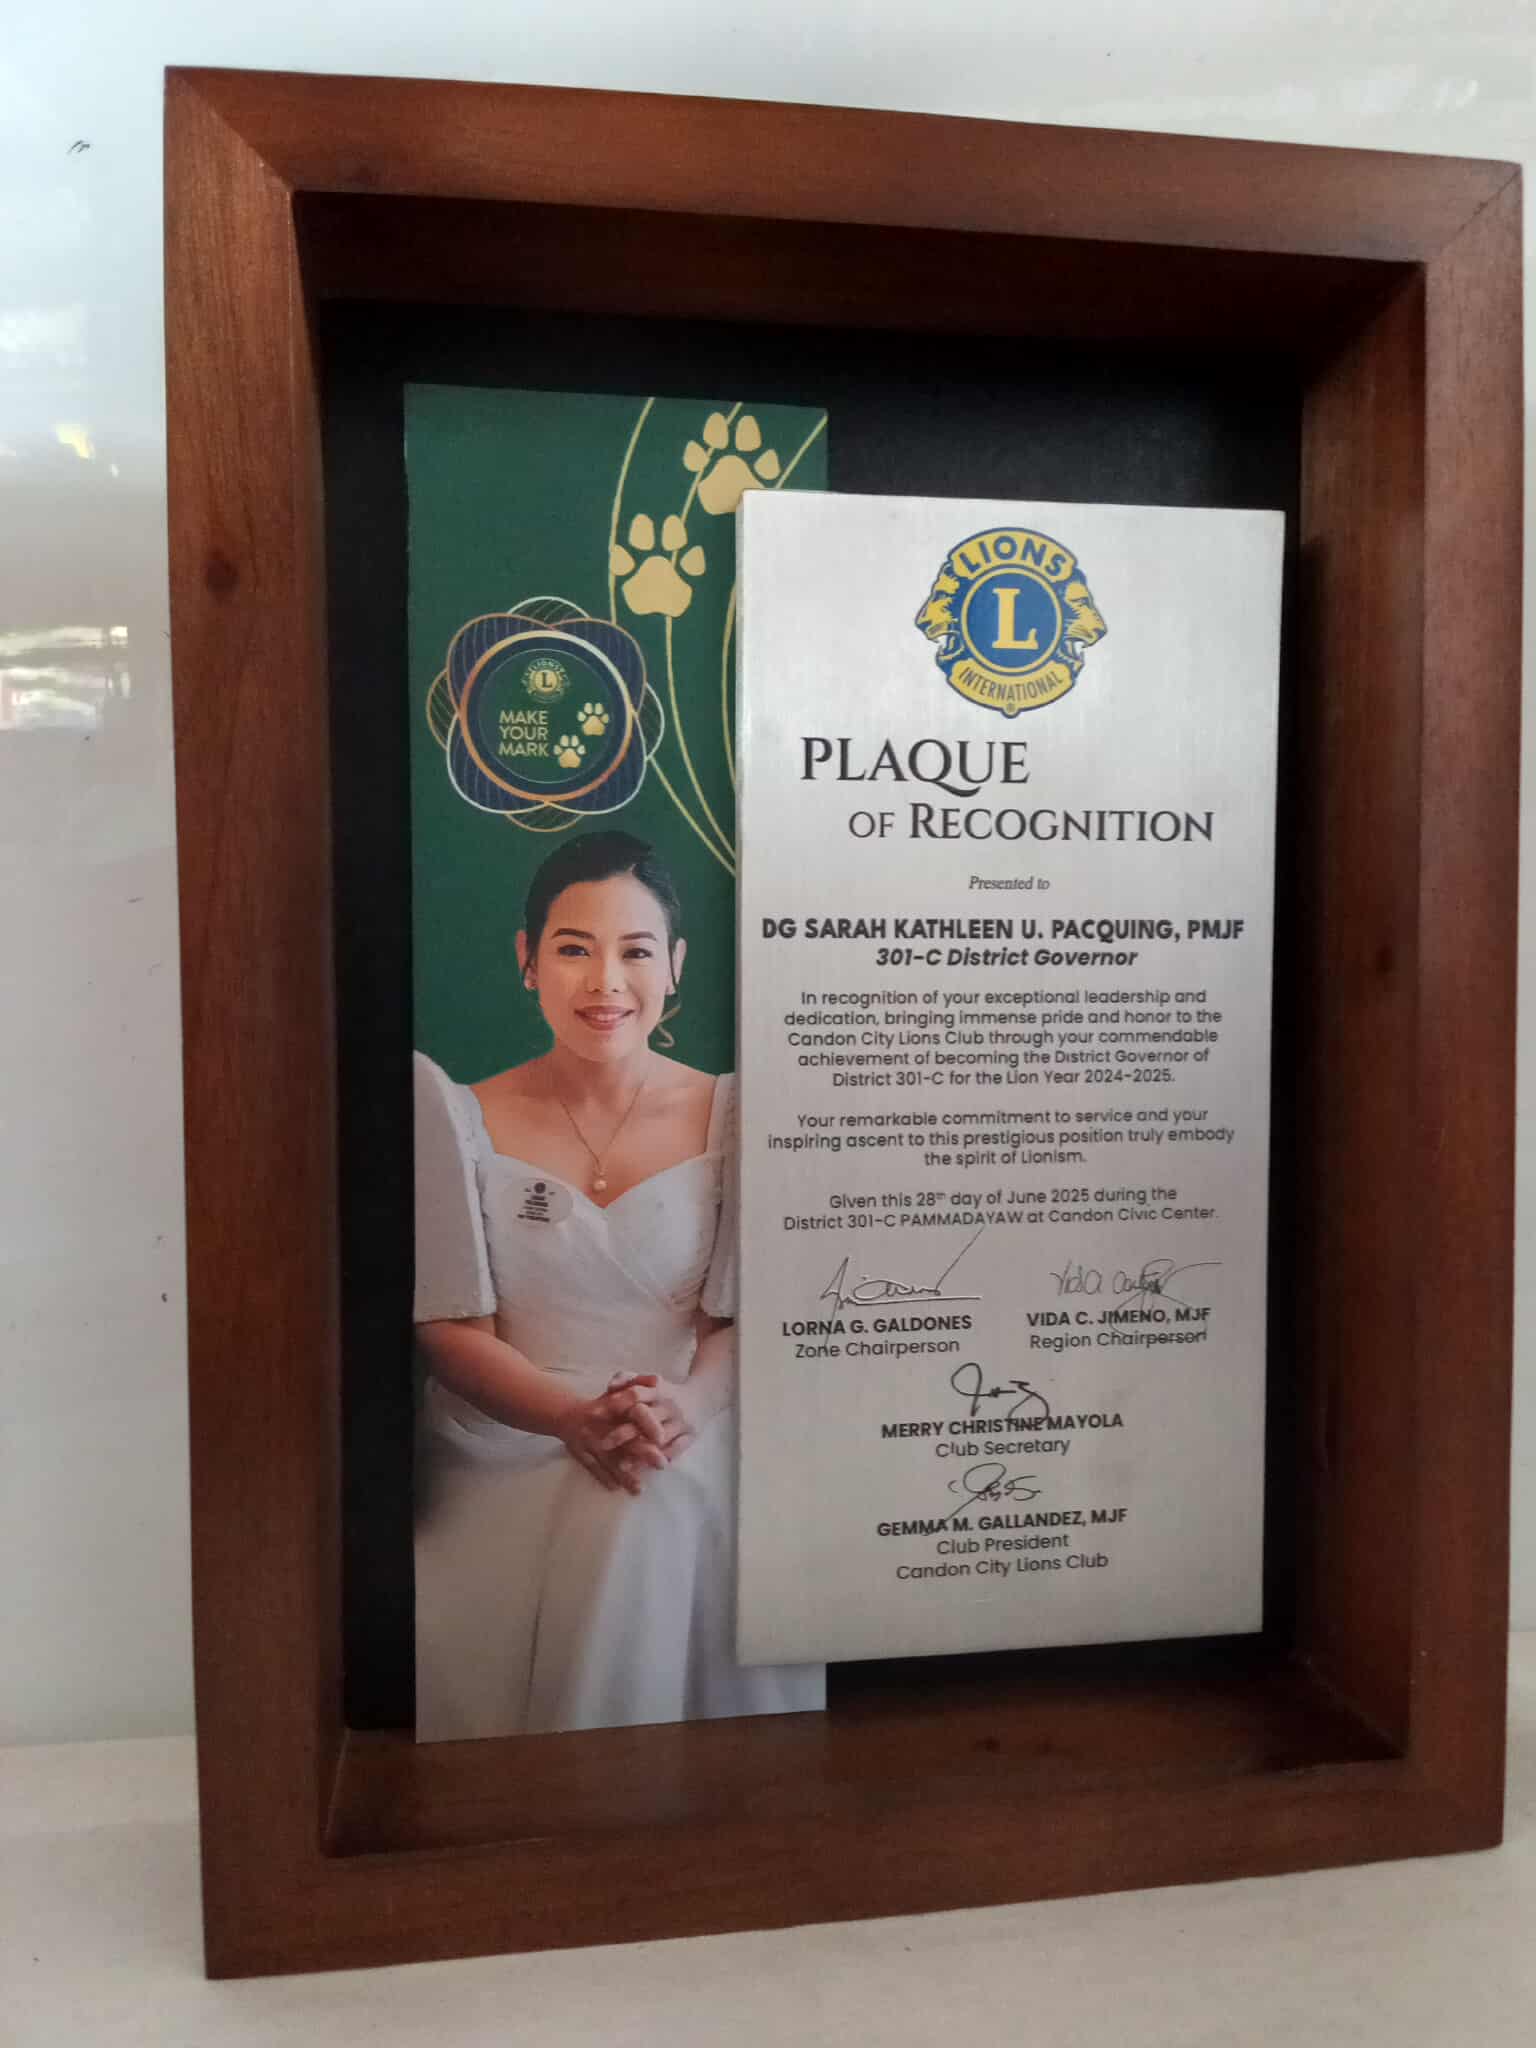 LIONS
L
INTERNATIONAL
MAKE
YOUR
MARK
LIONS
L
INTERNATIONAL
PLAQUE
OF RECOGNITION
Presented to
DG SARAH KATHLEEN U. PACQUING, PMJF
301-C District Governor
In recognition of your exceptional leadership and
dedication, bringing immense pride and honor to the
Candon City Lions Club through your commendable
achievement of becoming the District Governor of
District 301-C for the Lion Year 2024-2025.
Your remarkable commitment to service and your
inspiring ascent to this prestigious position truly embody
the spirit of Lionism.
Given this 28th day of June 2025 during the
District 301-C PAMMADAYAW at Candon Civic Center.
LORNA G. GALDONES
Zone Chairperson
VIDA C. JIMENO, MJF
Region Chairperson
MERRY CHRISTINE MAYOLA
Club Secretary
GEMMA M. GALLANDEZ, MJF
Club President
Candon City Lions Club